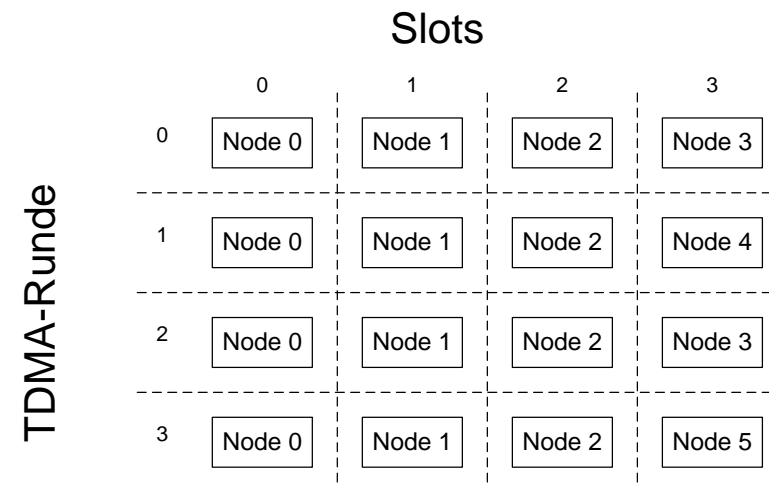 Slots
0 1 2 3
TDMA-Runde
0 Node 0 Node 1 Node 2 Node 3
1 Node 0 Node 1 Node 2 Node 4
2 Node 0 Node 1 Node 2 Node 3
3 Node 0 Node 1 Node 2 Node 5